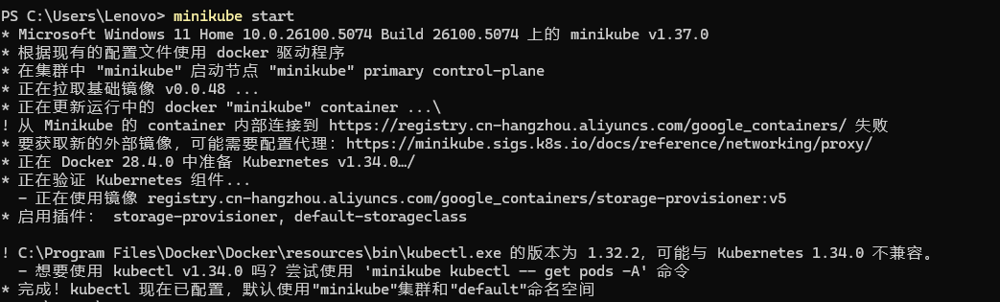 PS C:\Users\Lenovo> minikube start
* Microsoft Windows 11 Home 10.0.26100.5074 Build 26100.5074 上的 minikube v1.37.0
* 根据现有的配置文件使用 docker 驱动程序
* 在集群中 "minikube" 启动节点 "minikube" primary control-plane
* 正在拉取基础镜像 v0.0.48 ...
* 正在更新运行中的 docker "minikube" container ...\
! 从 Minikube 的 container 内部连接到 https://registry.cn-hangzhou.aliyuncs.com/google_containers/ 失败
* 要获取新的外部镜像，可能需要配置代理：https://minikube.sigs.k8s.io/docs/reference/networking/proxy/
* 正在 Docker 28.4.0 中准备 Kubernetes v1.34.0…/
* 正在验证 Kubernetes 组件...
  - 正在使用镜像 registry.cn-hangzhou.aliyuncs.com/google_containers/storage-provisioner:v5
* 启用插件： storage-provisioner, default-storageclass
! C:\Program Files\Docker\Docker\resources\bin\kubectl.exe 的版本为 1.32.2，可能与 Kubernetes 1.34.0 不兼容。
  - 想要使用 kubectl v1.34.0 吗？尝试使用 'minikube kubectl -- get pods -A' 命令
* 完成！kubectl 现在已配置，默认使用"minikube"集群和"default"命名空间